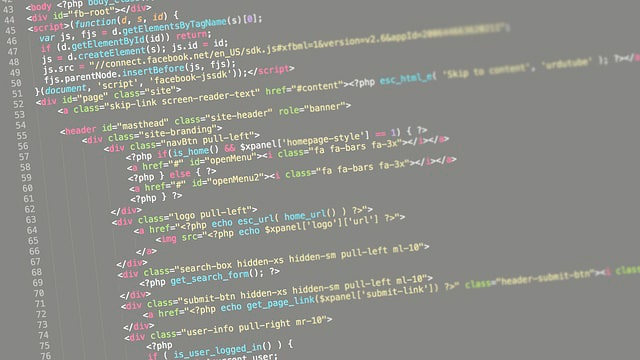 43 <body <?php body_
44 <div id="fb-root"></div>
45 <script>(function(d, s, id) {
46 var js, fjs = d.getElementsByTagName(s)[0];
47 if (d.getElementById(id)) return;
48 js = d.createElement(s); js.id = id;
49 js.src = "//connect.facebook.net/en_US/sdk.js#xfbml=1&version=v2.6&appId=
50 fjs.parentNode.insertBefore(js, fjs);
51 }(document, 'script', 'facebook-jssdk'));</script>
52 <div id="page" class="site">
53 <a class="skip-link screen-reader-text" href="#content"><?php esc_html_e( 'Skip to content', 'urdutube' ); ?></a
54
55 <header id="masthead" class="site-header" role="banner">
56 <div class="site-branding">
57 <div class="navBtn pull-left">
58 <?php if(is_home() && $xpanel['homepage-style'] == 1) { ?>
59 <a href="#" id="openMenu"><i class="fa fa-bars fa-3x"></i></a>
60 <?php } else { ?>
61 <a href="#" id="openMenu2"><i class="fa fa-bars fa-3x"></i></a>
62 <?php } ?>
63 </div>
64 <div class="logo pull-left">
65 <a href="<?php echo esc_url( home_url() ) ?>">
66 <img src="<?php echo $xpanel['logo']['url'] ?>">
67 </a>
68 </div>
69 <div class="search-box hidden-xs hidden-sm pull-left ml-10">
70 <?php get_search_form(); ?>
71 </div>
72 <div class="submit-btn hidden-xs hidden-sm pull-left ml-10">
73 <a href="<?php echo get_page_link($xpanel['submit-link']) ?>" class="header-submit-btn"><i class
74 </div>
75 <div class="user-info pull-right mr-10">
76 <?php
if ( is_user_logged_in() ) {